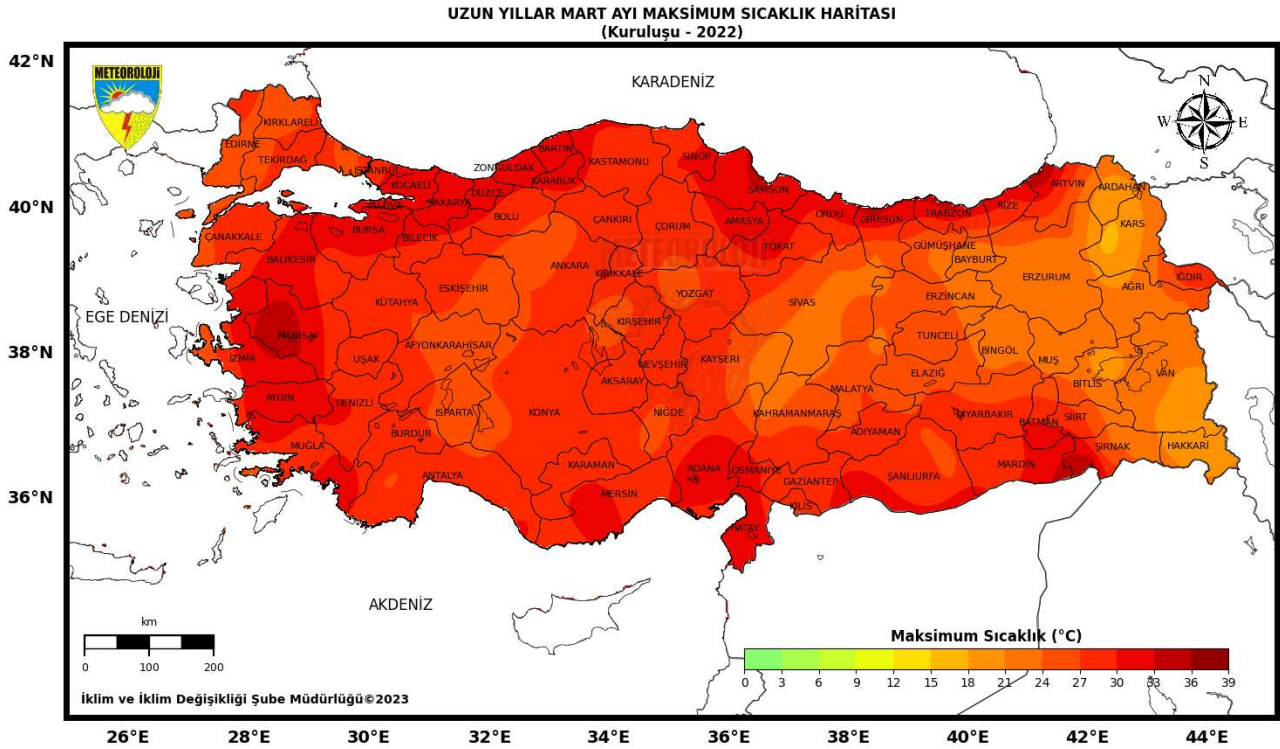 UZUN YILLAR MART AYI MAKSİMUM SICAKLIK HARİTASI
(Kuruluşu - 2022)
42°N
40°N
38°N
36°N
METEOROLOJİ
KARADENİZ
N
W E
S
KIRKLARELİ
EDİRNE
TEKİRDAĞ
İSTANBUL
KOCAELİ
YALOVA
SAKARYA
DÜZCE
ZONGULDAK
BARTIN
KARABÜK
KASTAMONU
SİNOP
SAMSUN
ORDU
GİRESUN
TRABZON
RİZE
ARTVİN
ARDAHAN
KARS
ÇANAKKALE
BALIKESİR
BURSA
BİLECİK
BOLU
ÇANKIRI
ÇORUM
AMASYA
TOKAT
GÜMÜŞHANE
BAYBURT
ERZURUM
AĞRI
IĞDIR
METEOROLOJİ
EGE DENİZİ
KÜTAHYA
ESKİŞEHİR
ANKARA
KIRIKKALE
YOZGAT
SİVAS
ERZİNCAN
MANİSA
İZMİR
UŞAK
AFYONKARAHİSAR
KIRŞEHİR
NEVŞEHİR
KAYSERİ
TUNCELİ
BİNGÖL
MUŞ
BİTLİS
VAN
AYDIN
DENİZLİ
ISPARTA
KONYA
AKSARAY
NİĞDE
KAHRAMANMARAŞ
MALATYA
ELAZIĞ
DİYARBAKIR
BATMAN
SİİRT
ŞIRNAK
HAKKARİ
MUĞLA
BURDUR
ANTALYA
KARAMAN
MERSİN
ADANA
OSMANİYE
GAZİANTEP
KİLİS
HATAY
ADIYAMAN
ŞANLIURFA
MARDİN
AKDENİZ
km
0 100 200
İklim ve İklim Değişikliği Şube Müdürlüğü©2023
Maksimum Sıcaklık (°C)
0 3 6 9 12 15 18 21 24 27 30 33 36 39
26°E 28°E 30°E 32°E 34°E 36°E 38°E 40°E 42°E 44°E